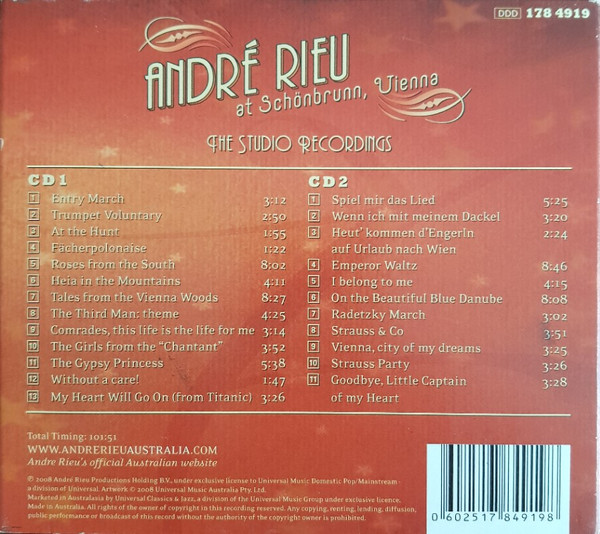 DDD 178 4919
ANDRÉ RIEU
at Schönbrunn, Vienna
THE STUDIO RECORDINGS
CD 1
1 Entry March 3:12
2 Trumpet Voluntary 2:50
3 At the Hunt 1:55
4 Facherpolonaise 1:22
5 Roses from the South 8:02
6 Heia in the Mountains 4:11
7 Tales from the Vienna Woods 8:27
8 The Third Man: theme 4:25
9 Comrades, this life is the life for me 3:14
10 The Girls from the “Chantant” 3:52
11 The Gypsy Princess 5:38
12 Without a care! 1:47
13 My Heart Will Go On (from Titanic) 3:26
CD 2
1 Spiel mir das Lied 5:25
2 Wenn ich mit meinem Dackel 3:20
3 Heut’ kommen d’Engerln 2:24
auf Urlaub nach Wien
4 Emperor Waltz 8:46
5 I belong to me 4:15
6 On the Beautiful Blue Danube 8:08
7 Radetzky March 3:02
8 Strauss & Co 3:51
9 Vienna, city of my dreams 3:25
10 Strauss Party 3:26
11 Goodbye, Little Captain 3:28
of my Heart
Total Timing: 101:51
WWW.ANDRERIEUAUSTRALIA.COM
Andre Rieu's official Australian website
℗ 2008 André Rieu Productions Holding B.V., under exclusive license to Universal Music Domestic Pop/Mainstream -
a division of Universal. Artwork © 2008 Universal Music Australia Pty. Ltd.
Marketed in Australasia by Universal Classics & Jazz, a division of the Universal Music Group under exclusive licence.
Made in Australia. All rights of the owner of copyright in this recording reserved. Any copying, renting, lending, diffusion,
public performance or broadcast of this record without the authority of the copyright owner is prohibited.
0 602517 849198